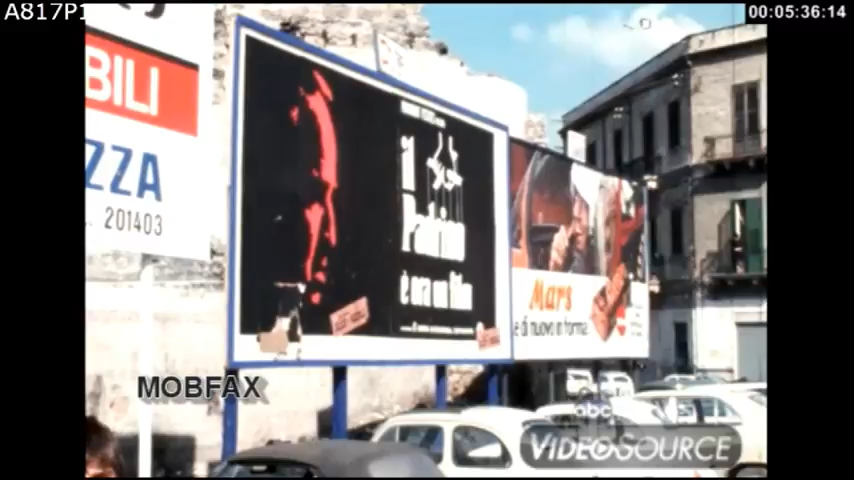 A817P1
00:05:36:14
BILI
ZZA
201403
il
Padrino
è ora un film
Mars
e di nuovo in forma
MOBFAX
abc
VIDEOSOURCE